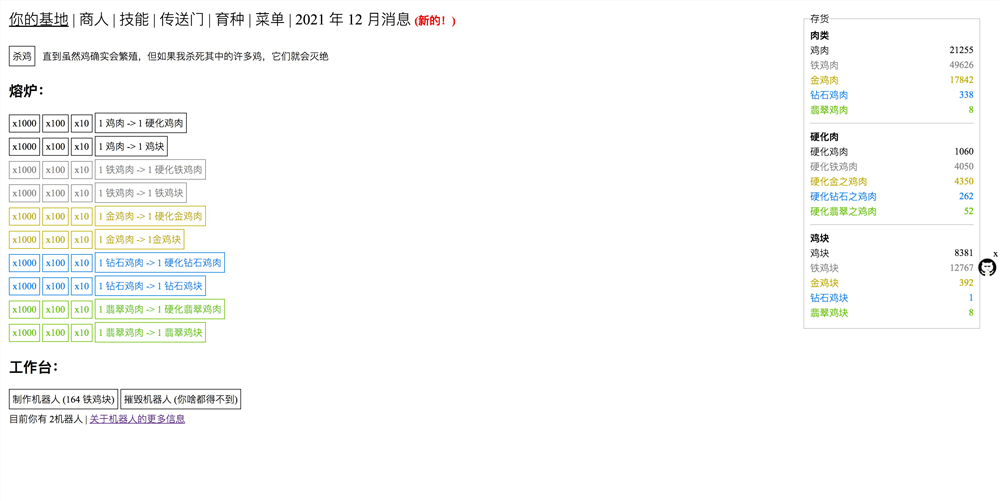 你的基地 | 商人 | 技能 | 传送门 | 育种 | 菜单 | 2021 年 12 月消息 (新的！)
杀鸡 直到虽然鸡确实会繁殖，但如果我杀死其中的许多鸡，它们就会灭绝
熔炉：
x1000 x100 x10 1 鸡肉 -> 1 硬化鸡肉
x1000 x100 x10 1 鸡肉 -> 1 鸡块
x1000 x100 x10 1 铁鸡肉 -> 1 硬化铁鸡肉
x1000 x100 x10 1 铁鸡肉 -> 1 铁鸡块
x1000 x100 x10 1 金鸡肉 -> 1 硬化金鸡肉
x1000 x100 x10 1 金鸡肉 -> 1金鸡块
x1000 x100 x10 1 钻石鸡肉 -> 1 硬化钻石鸡肉
x1000 x100 x10 1 钻石鸡肉 -> 1 钻石鸡块
x1000 x100 x10 1 翡翠鸡肉 -> 1 硬化翡翠鸡肉
x1000 x100 x10 1 翡翠鸡肉 -> 1 翡翠鸡块
工作台：
制作机器人 (164 铁鸡块) 摧毁机器人 (你啥都得不到)
目前你有 2机器人 | 关于机器人的更多信息
存货
肉类
鸡肉 21255
铁鸡肉 49626
金鸡肉 17842
钻石鸡肉 338
翡翠鸡肉 8
硬化肉
硬化鸡肉 1060
硬化铁鸡肉 4050
硬化金之鸡肉 4350
硬化钻石之鸡肉 262
硬化翡翠之鸡肉 52
鸡块
鸡块 8381
铁鸡块 12767
金鸡块 392
钻石鸡块 1
翡翠鸡块 8
x